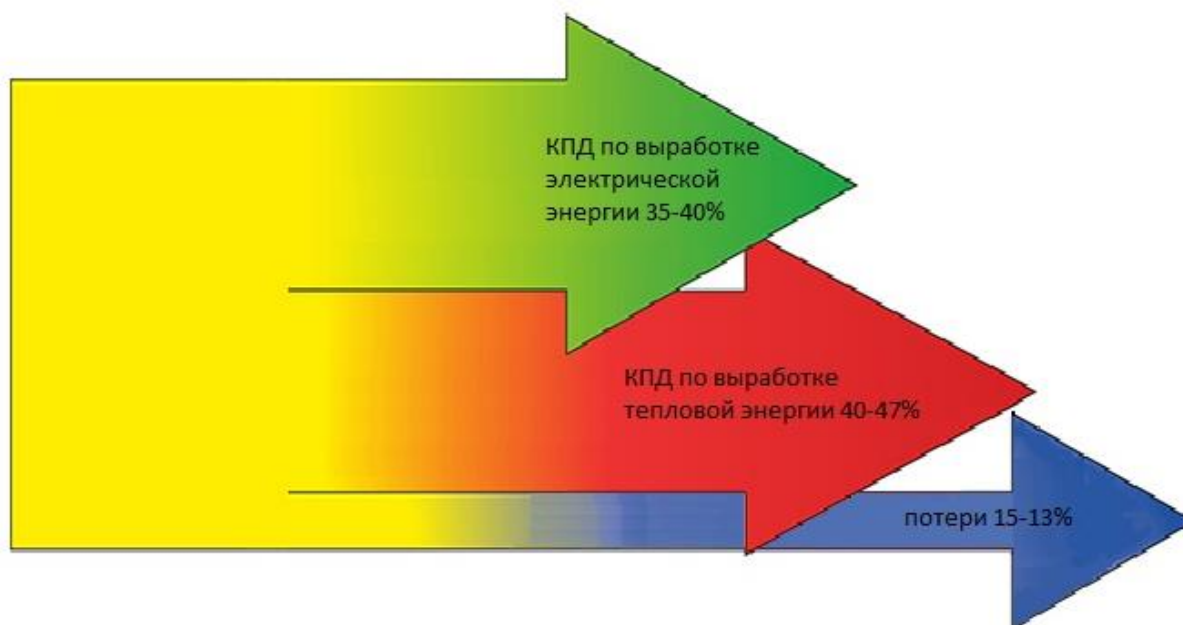 КПД по выработке
электрической
энергии 35-40%
КПД по выработке
тепловой энергии 40-47%
потери 15-13%